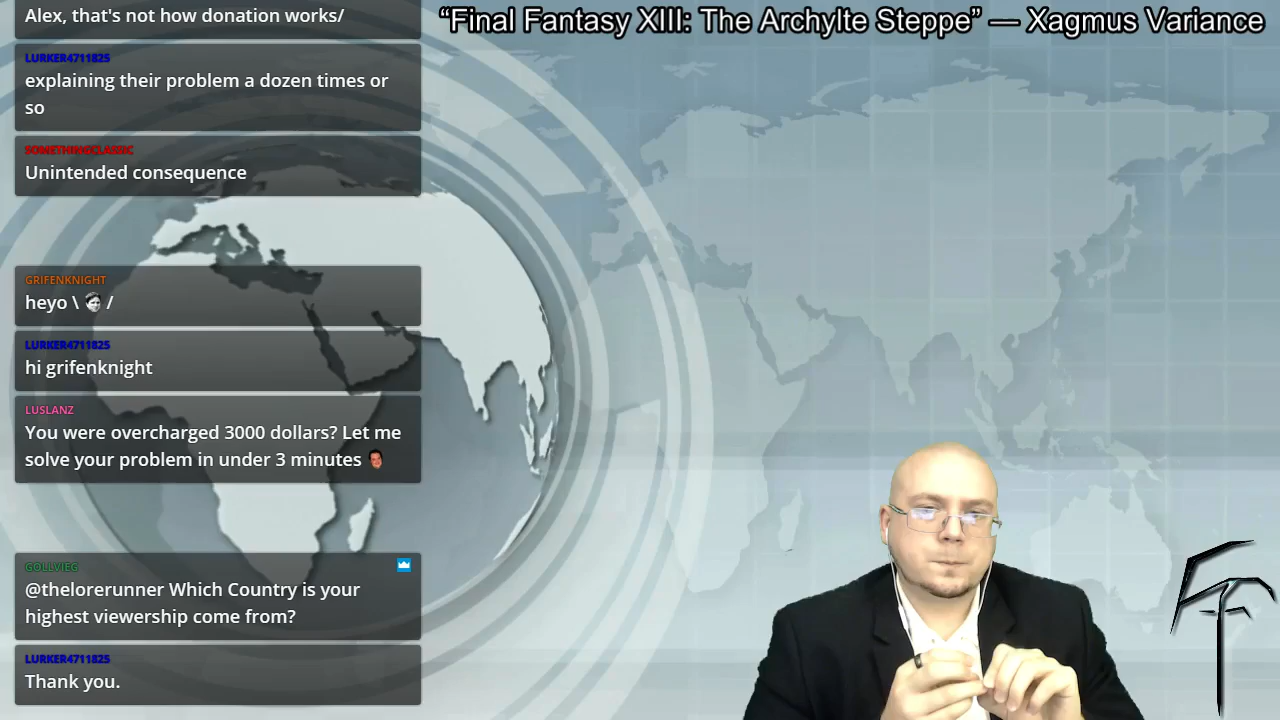 Alex, that's not how donation works/
“Final Fantasy XIII: The Archylte Steppe” — Xagmus Variance
LURKER4711825
explaining their problem a dozen times or
so
SOMETHINGCLASSIC
Unintended consequence
GRIFENKNIGHT
heyo \ /
LURKER4711825
hi grifenknight
LUSLANZ
You were overcharged 3000 dollars? Let me
solve your problem in under 3 minutes
GOLLVIEG
@thelorerunner Which Country is your
highest viewership come from?
LURKER4711825
Thank you.